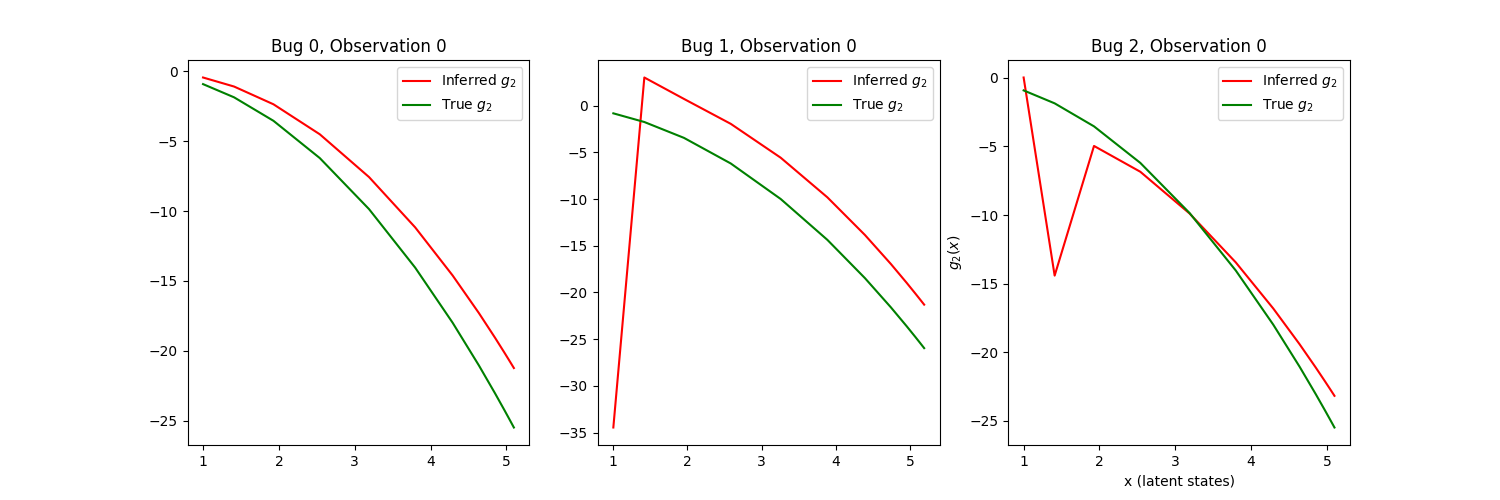 Bug 0, Observation 0
Inferred g₂
True g₂
0
−5
−10
−15
−20
−25
1 2 3 4 5
Bug 1, Observation 0
Inferred g₂
True g₂
0
−5
−10
−15
−20
−25
−30
−35
1 2 3 4 5
Bug 2, Observation 0
Inferred g₂
True g₂
g₂(x)
0
−5
−10
−15
−20
−25
1 2 3 4 5
x (latent states)